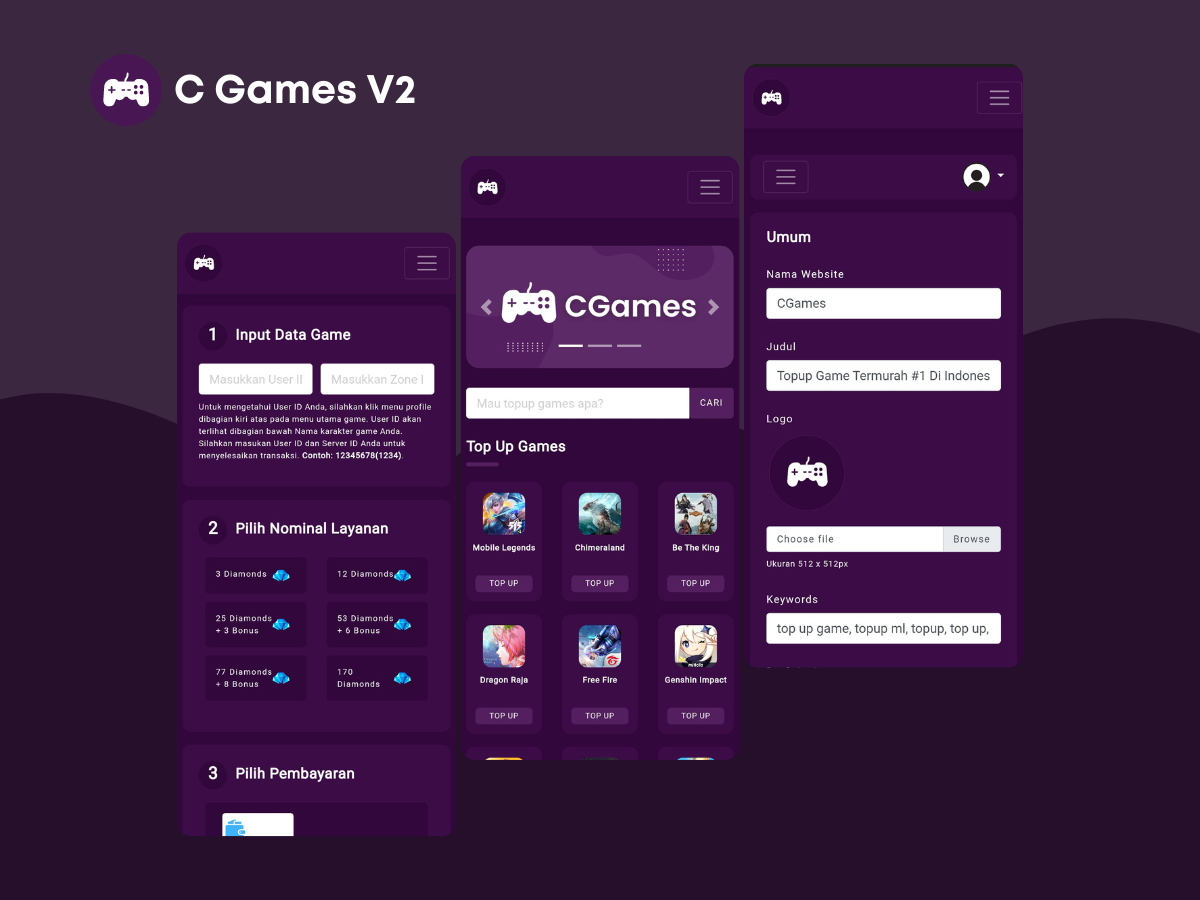 C Games V2
1 Input Data Game
Masukkan User I
Masukkan Zone I
Untuk mengetahui User ID Anda, silahkan klik menu profile
dibagian kiri atas pada menu utama game. User ID akan
terlihat dibagian bawah Nama karakter game Anda.
Silahkan masukan User ID dan Server ID Anda untuk
menyelesaikan transaksi. Contoh: 12345678(1234).
2 Pilih Nominal Layanan
3 Diamonds
12 Diamonds
25 Diamonds
+ 3 Bonus
53 Diamonds
+ 6 Bonus
77 Diamonds
+ 8 Bonus
170
Diamonds
3 Pilih Pembayaran
CGames
Mau topup games apa?
CARI
Top Up Games
515
Mobile Legends
TOP UP
Chimeraland
TOP UP
Be The King
TOP UP
Dragon Raja
TOP UP
Free Fire
TOP UP
Genshin Impact
TOP UP
Umum
Nama Website
CGames
Judul
Topup Game Termurah #1 Di Indones
Logo
Choose file
Browse
Ukuran 512 x 512px
Keywords
top up game, topup ml, topup, top up,